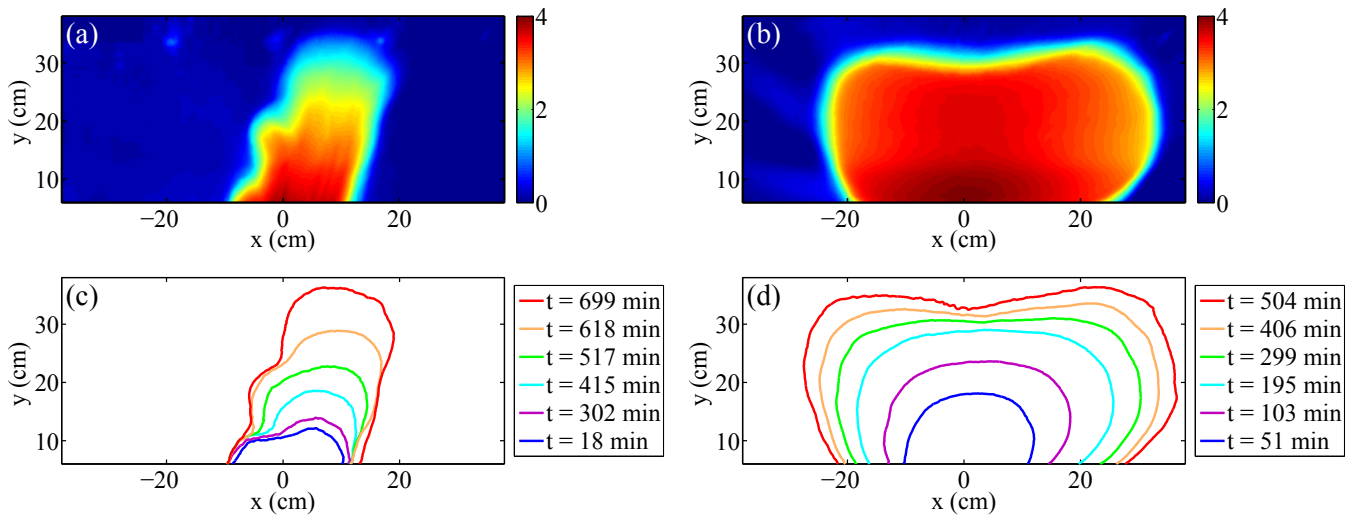 (a)
y (cm)
30
20
10
−20
0
20
x (cm)
4
2
0
(b)
y (cm)
30
20
10
−20
0
20
x (cm)
4
2
0
(c)
y (cm)
30
20
10
−20
0
20
x (cm)
t = 699 min
t = 618 min
t = 517 min
t = 415 min
t = 302 min
t = 18 min
(d)
y (cm)
30
20
10
−20
0
20
x (cm)
t = 504 min
t = 406 min
t = 299 min
t = 195 min
t = 103 min
t = 51 min